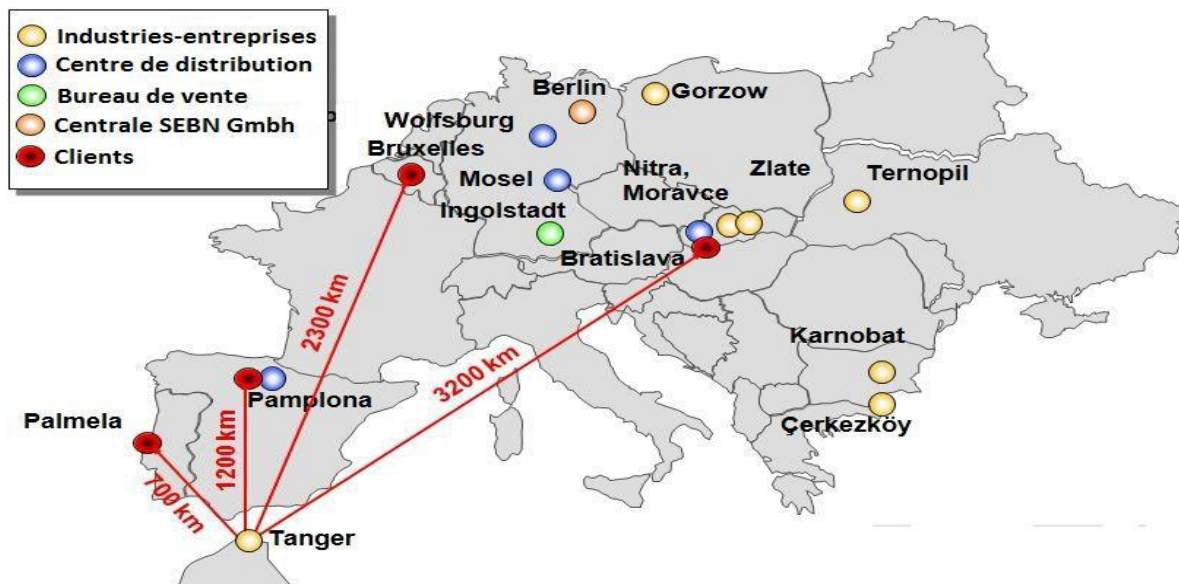 Industries-entreprises
Centre de distribution
Bureau de vente
Centrale SEBN Gmbh
Clients
Berlin
Gorzow
Wolfsburg
Bruxelles
Mosel
Nitra,
Moravce
Zlate
Ternopil
Ingolstadt
Bratislava
2300 km
3200 km
Karnobat
Pamplona
Çerkezköy
Palmela
1200 km
700 km
Tanger